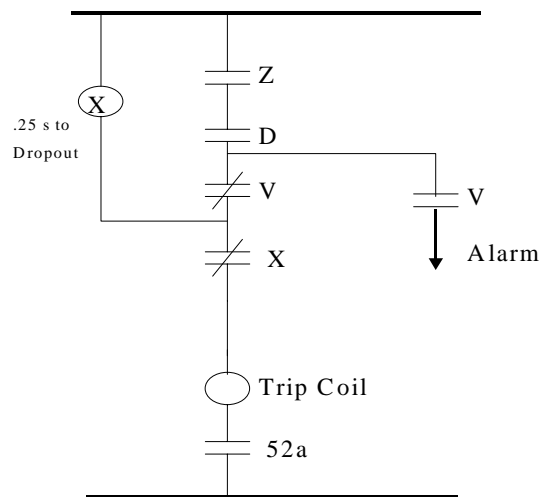 Z
X
.25 s to
Dropout
D
V
V
X
Alarm
Trip Coil
52a